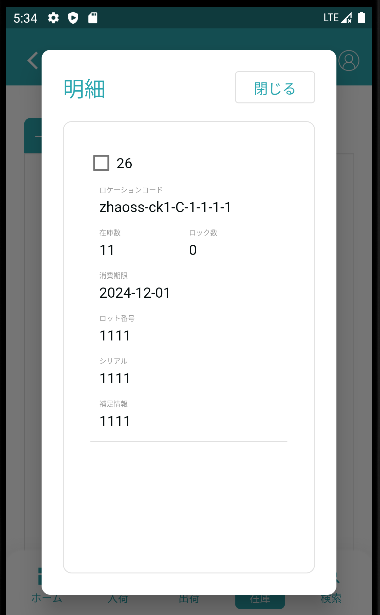 5:34
LTE
明細
閉じる
26
ロケーションコード
zhaoss-ck1-C-1-1-1-1
在庫数 ロック数
11 0
消費期限
2024-12-01
ロット番号
1111
シリアル
1111
補足情報
1111
ホーム 入荷 出荷 在庫 検索